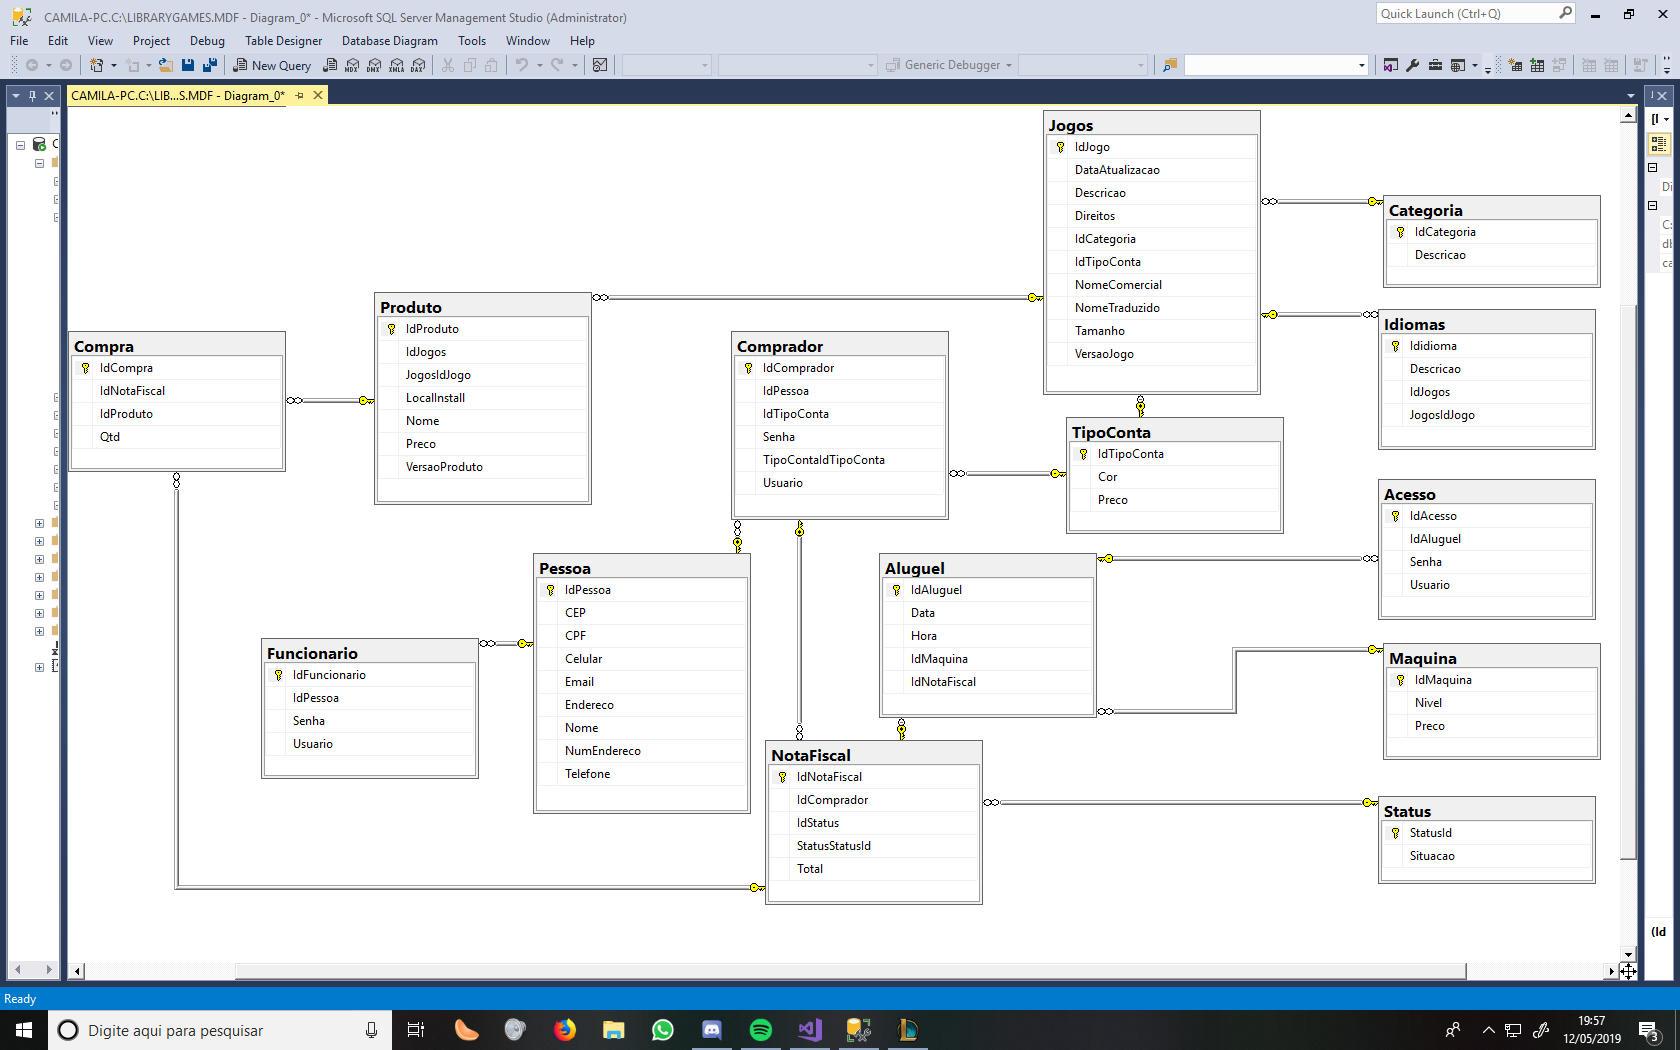 CAMILA-PC.C:\LIBRARYGAMES.MDF - Diagram_0* - Microsoft SQL Server Management Studio (Administrator)
Quick Launch (Ctrl+Q)
File Edit View Project Debug Table Designer Database Diagram Tools Window Help
New Query
MDX DMX XMLA DAX
Generic Debugger
CAMILA-PC.C:\LIB...S.MDF - Diagram_0*
Jogos
IdJogo
DataAtualizacao
Descricao
Direitos
IdCategoria
IdTipoConta
NomeComercial
NomeTraduzido
Tamanho
VersaoJogo
Categoria
IdCategoria
Descricao
Produto
IdProduto
IdJogos
JogosIdJogo
LocalInstall
Nome
Preco
VersaoProduto
Idiomas
Ididioma
Descricao
IdJogos
JogosIdJogo
Compra
IdCompra
IdNotaFiscal
IdProduto
Qtd
Comprador
IdComprador
IdPessoa
IdTipoConta
Senha
TipoContaIdTipoConta
Usuario
TipoConta
IdTipoConta
Cor
Preco
Acesso
IdAcesso
IdAluguel
Senha
Usuario
Pessoa
IdPessoa
CEP
CPF
Celular
Email
Endereco
Nome
NumEndereco
Telefone
Aluguel
IdAluguel
Data
Hora
IdMaquina
IdNotaFiscal
Funcionario
IdFuncionario
IdPessoa
Senha
Usuario
Maquina
IdMaquina
Nivel
Preco
NotaFiscal
IdNotaFiscal
IdComprador
IdStatus
StatusStatusId
Total
Status
StatusId
Situacao
(Id
Ready
Digite aqui para pesquisar
19:57
12/05/2019
3